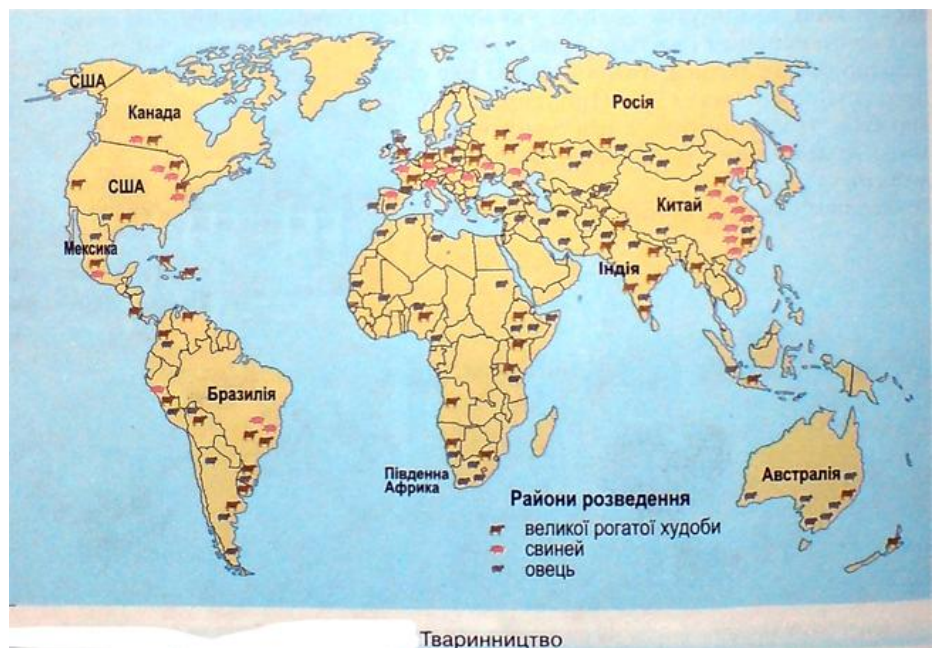 США
Канада
Росія
США
Китай
Мексика
Індія
Бразилія
Південна
Африка
Австралія
Райони розведення
великої рогатої худоби
свиней
овець
Тваринництво